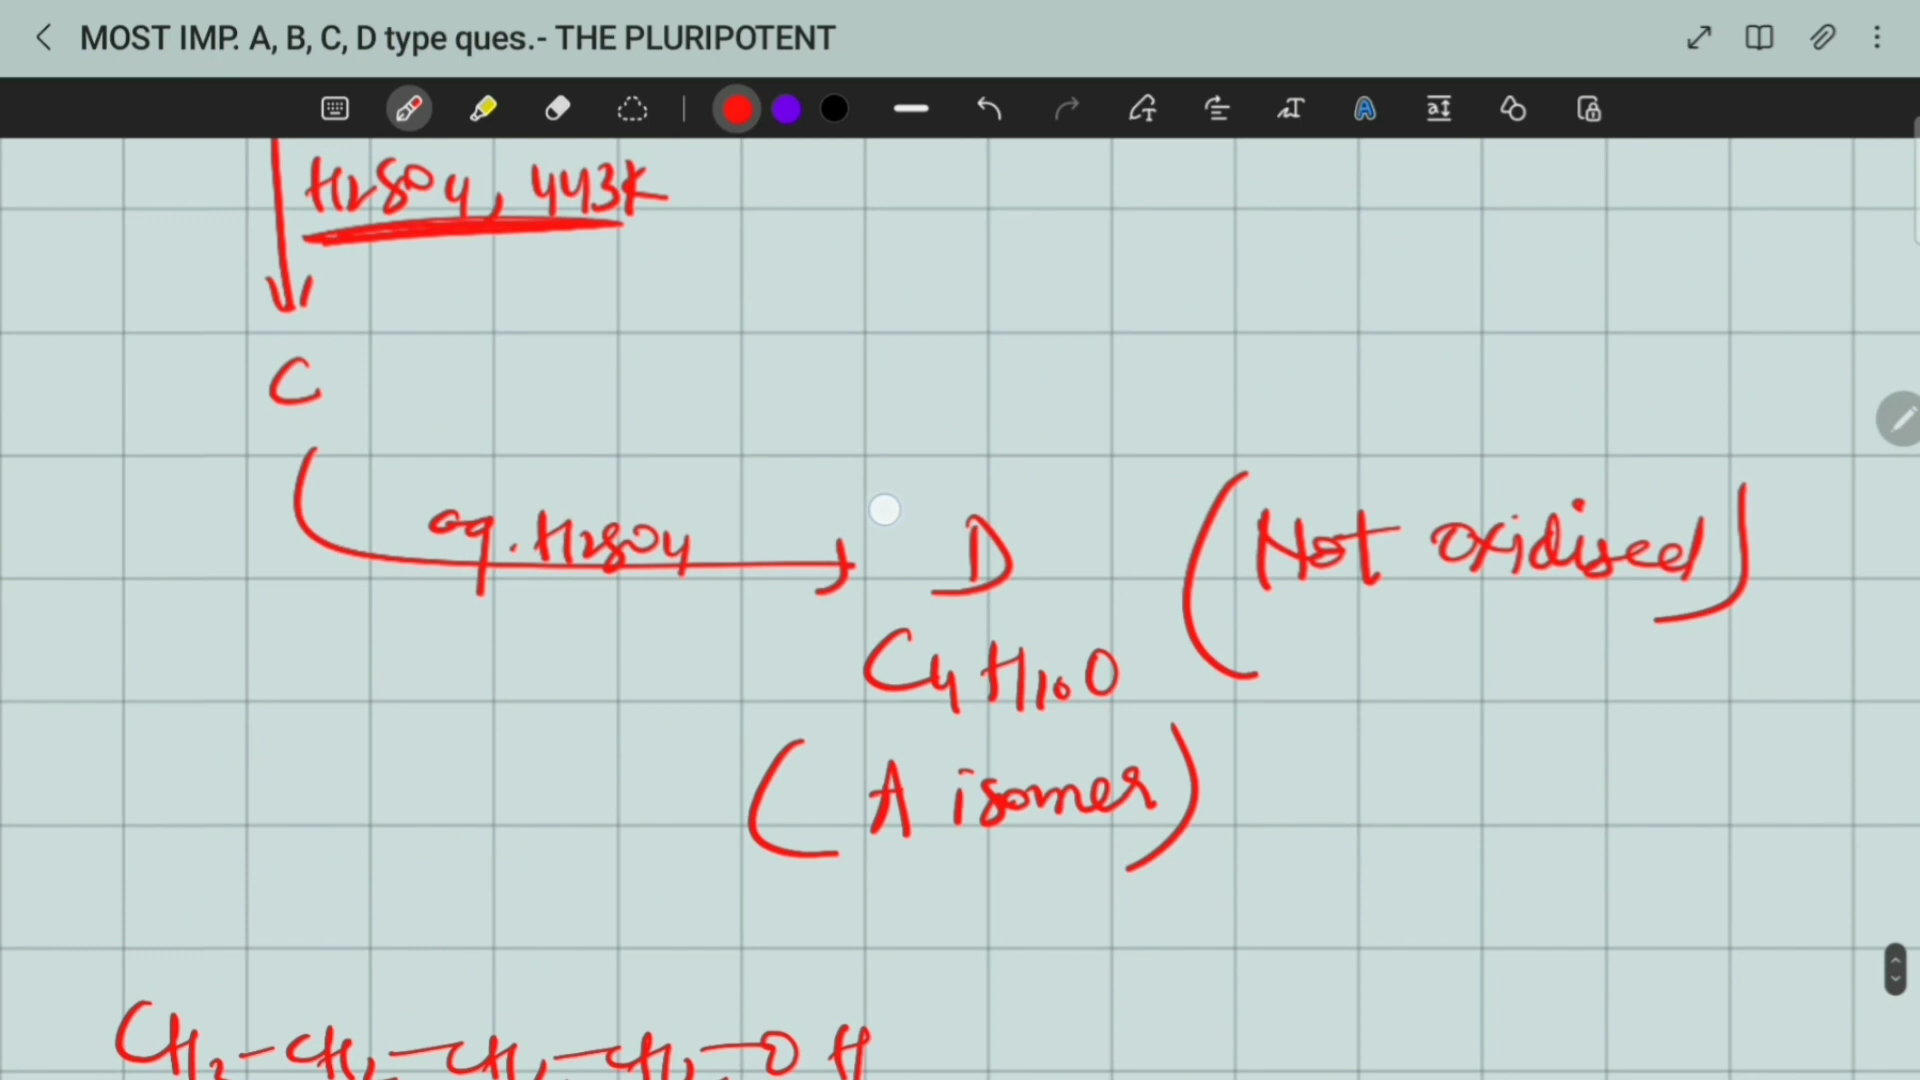 MOST IMP. A, B, C, D type ques.- THE PLURIPOTENT
H2SO4, 443K
C
aq. H2SO4 D (Not oxidised)
C4H10O
(A isomer)
CH3-CH2-CH2-CH2-OH